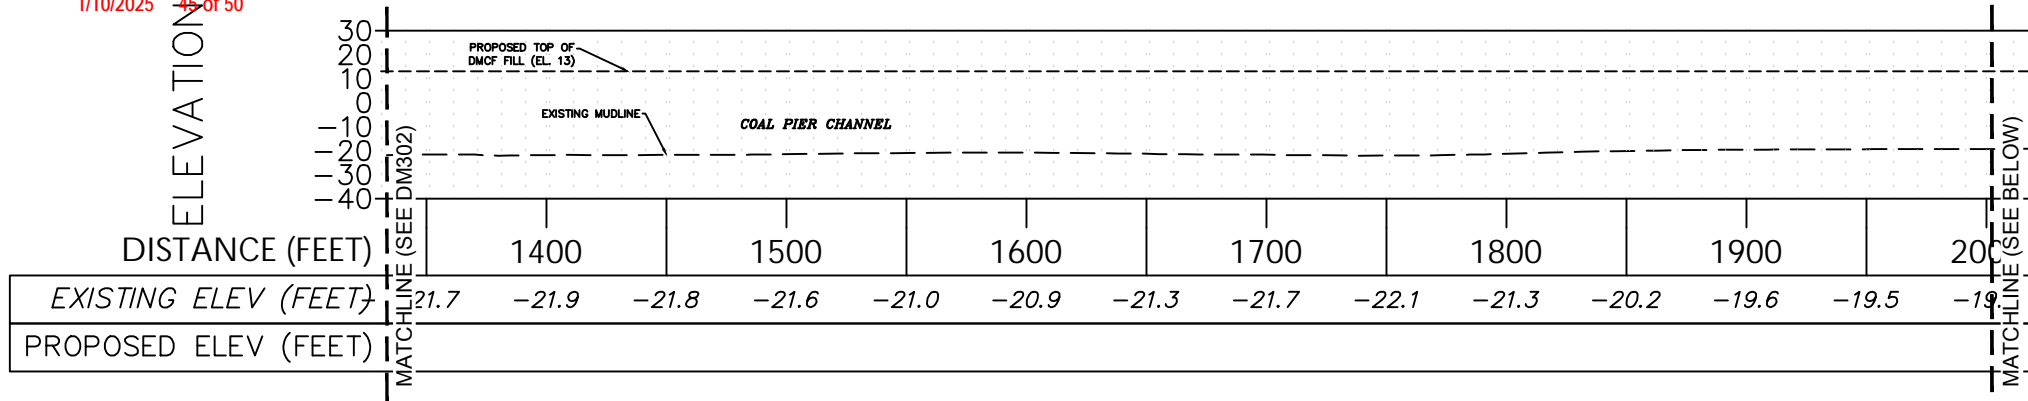 1/10/2025 45 of 50
ELEVATION
30
20
10
0
-10
-20
-30
-40
PROPOSED TOP OF
DMCF FILL (EL. 13)
EXISTING MUDLINE
COAL PIER CHANNEL
MATCHLINE (SEE DM302)
MATCHLINE (SEE BELOW)
DISTANCE (FEET) 1400 1500 1600 1700 1800 1900
EXISTING ELEV (FEET) -21.7 -21.9 -21.8 -21.6 -21.0 -20.9 -21.3 -21.7 -22.1 -21.3 -20.2 -19.6 -19.5
PROPOSED ELEV (FEET)